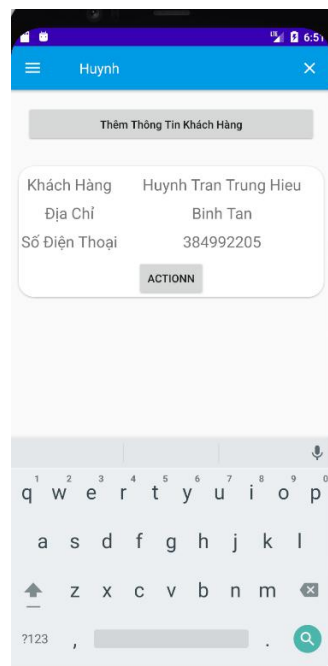 6:51
Huynh
Thêm Thông Tin Khách Hàng
Khách Hàng Huynh Tran Trung Hieu
Địa Chỉ Binh Tan
Số Điện Thoại 384992205
ACTIONN
1 2 3 4 5 6 7 8 9 0
q w e r t y u i o p
a s d f g h j k l
z x c v b n m
?123 , .